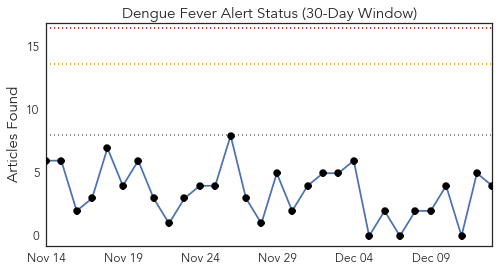 Dengue Fever Alert Status (30-Day Window)
Articles Found
15
10
5
0
Nov 14 Nov 19 Nov 24 Nov 29 Dec 04 Dec 09